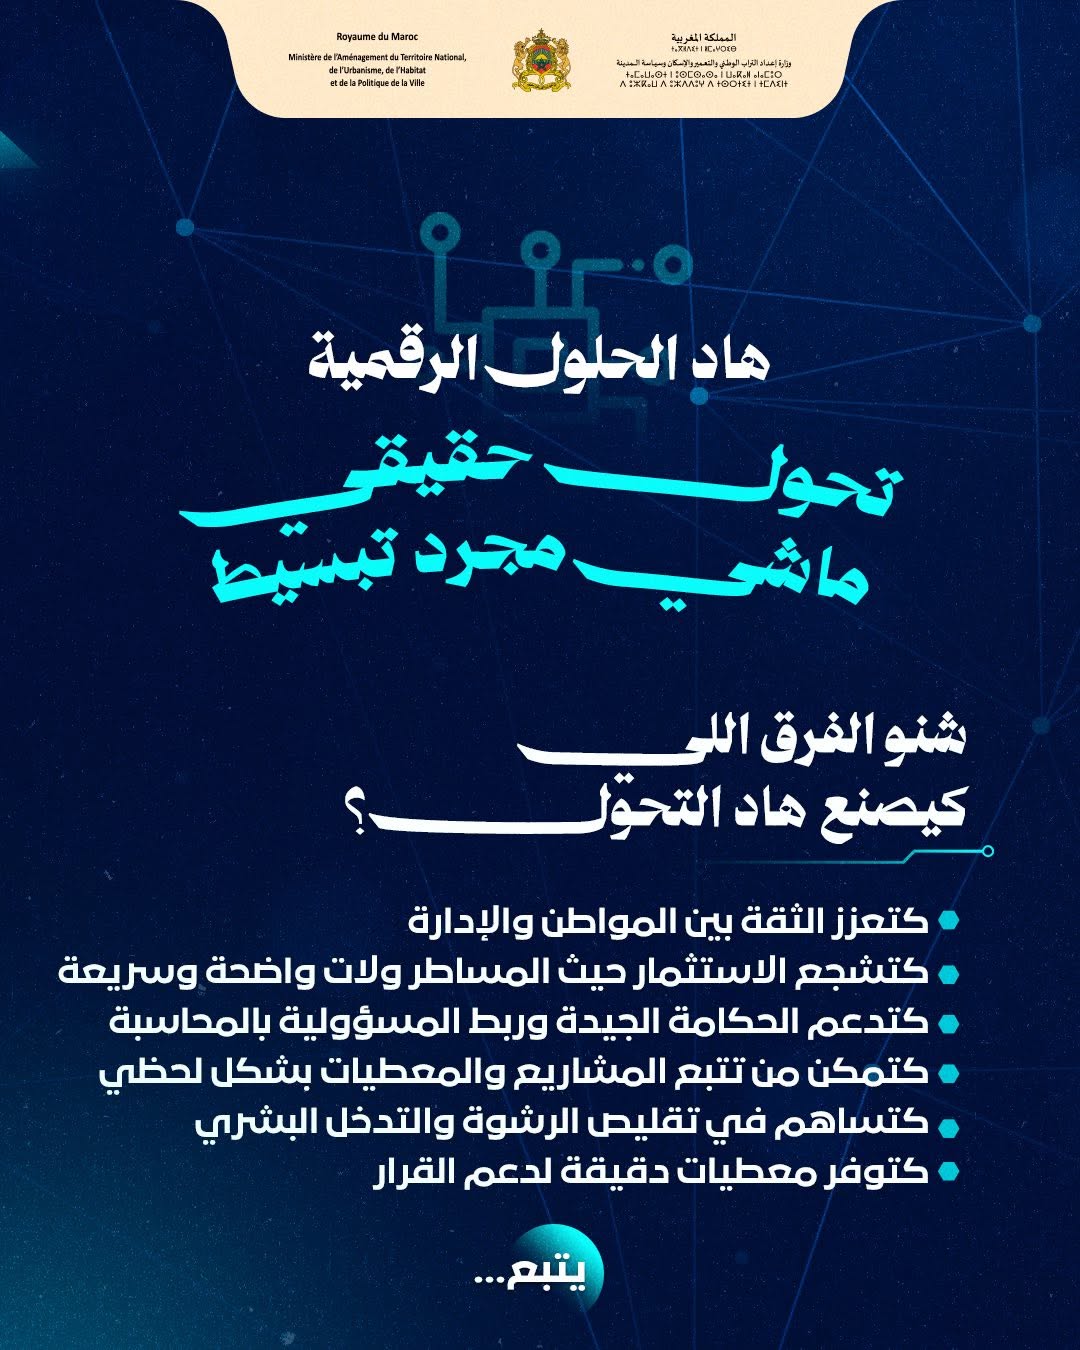 Royaume du Maroc
Ministère de l'Aménagement du Territoire National,
de l'Urbanisme, de l'Habitat
et de la Politique de la Ville
المملكة المغربية
ⵜⴰⴳⵍⴷⵉⵜ ⵏ ⵍⵎⵖⵔⵉⴱ
وزارة إعداد التراب الوطني والتعمير والإسكان وسياسة المدينة
هاد الحلول الرقمية
تحول حقيقي
ماشي مجرد تبسيط
شنو الفرق اللي
كيصنع هاد التحوّل؟
كتعزز الثقة بين المواطن والإدارة
كتشجع الاستثمار حيث المساطر ولات واضحة وسريعة
كتدعم الحكامة الجيدة وربط المسؤولية بالمحاسبة
كتمكن من تتبع المشاريع والمعطيات بشكل لحظي
كتساهم في تقليص الرشوة والتدخل البشري
كتوفر معطيات دقيقة لدعم القرار
يتبع...